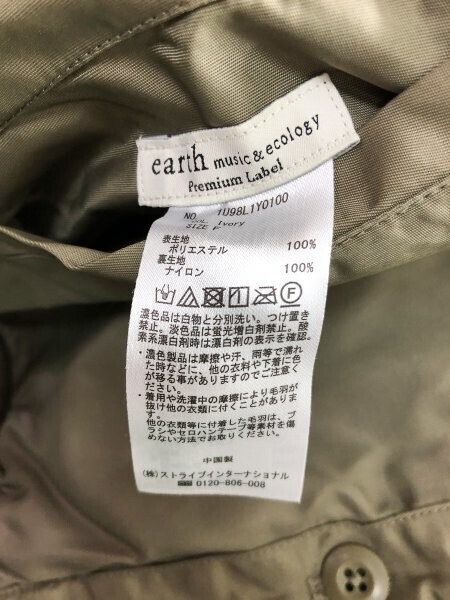 earth music & ecology
Premium Label
NO. 1U98L1Y0100
COL. Ivory
SIZE F
表生地
ポリエステル 100%
裏生地
ナイロン 100%
濃色品は白物と分別洗い。つけ置き
禁止。淡色品は蛍光増白剤禁止。酸
素系漂白剤時は漂白剤の表示を確認。
・濃色製品は摩擦や汗、雨等で濡れ
た時などに、他の衣料や下着に色
が移る事がありますのでご注意く
ださい。
・着用や洗濯中の摩擦により毛羽が
抜け他の衣類に付くことがありま
す。
他の衣類等に付着した毛羽は、ブ
ラシやセロハンテープ等素材を傷
めない方法でお取りください。
中国製
(株)ストライプインターナショナル
0120-806-008